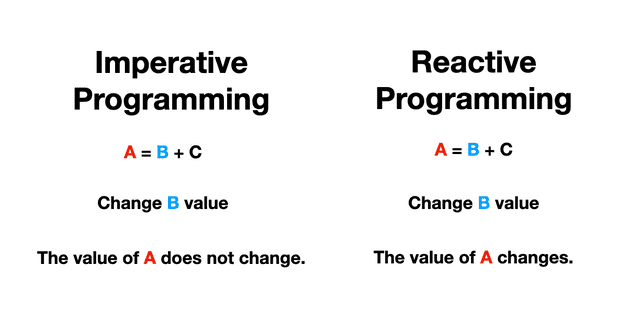 Imperative
Programming
A = B + C
Change B value
The value of A does not change.
Reactive
Programming
A = B + C
Change B value
The value of A changes.